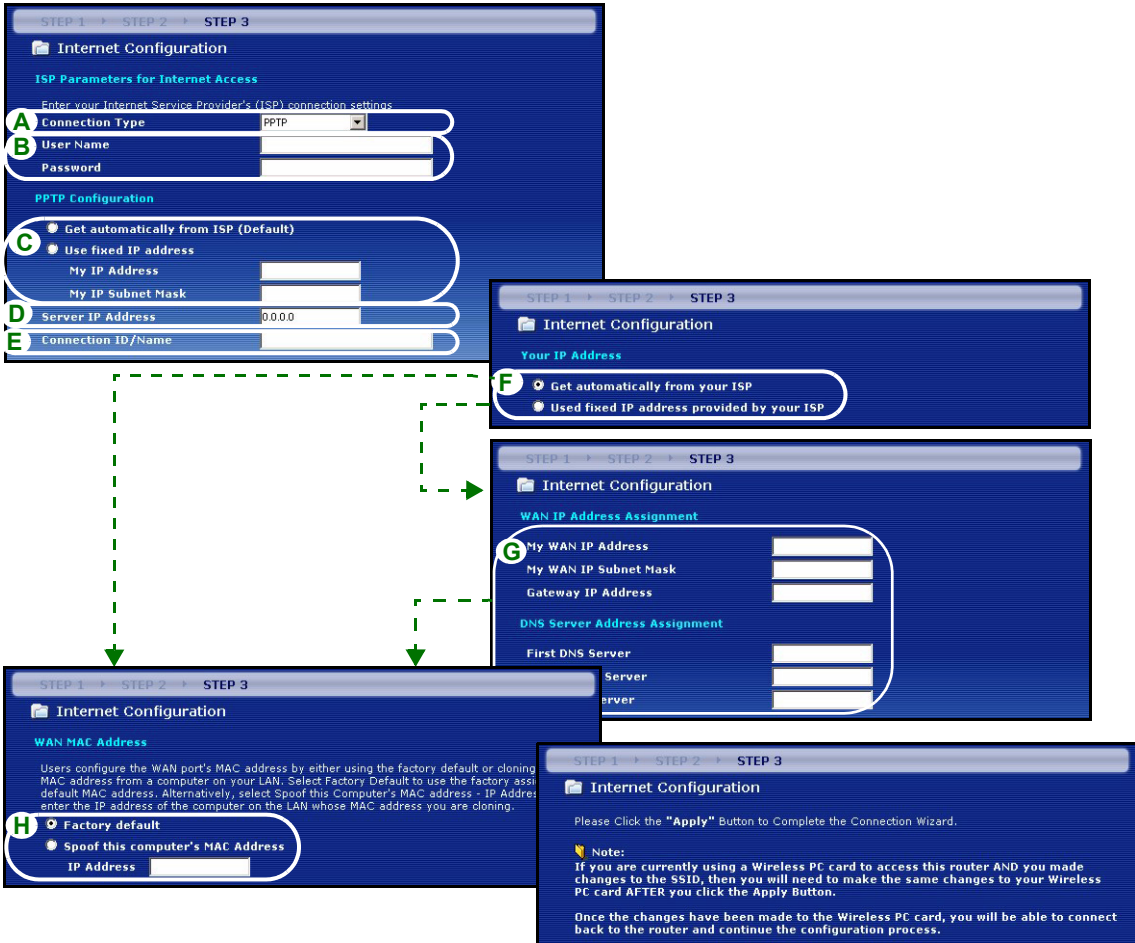 STEP 1 STEP 2 STEP 3
Internet Configuration
ISP Parameters for Internet Access
Enter your Internet Service Provider's (ISP) connection settings
A Connection Type PPTP
B User Name
Password
PPTP Configuration
C Get automatically from ISP (Default)
Use fixed IP address
My IP Address
My IP Subnet Mask
D Server IP Address 0.0.0.0
E Connection ID/Name
STEP 1 STEP 2 STEP 3
Internet Configuration
Your IP Address
F Get automatically from your ISP
Used fixed IP address provided by your ISP
STEP 1 STEP 2 STEP 3
Internet Configuration
WAN IP Address Assignment
G My WAN IP Address
My WAN IP Subnet Mask
Gateway IP Address
DNS Server Address Assignment
First DNS Server
Server
erver
STEP 1 STEP 2 STEP 3
Internet Configuration
WAN MAC Address
Users configure the WAN port's MAC address by either using the factory default or cloning
MAC address from a computer on your LAN. Select Factory Default to use the factory assi
default MAC address. Alternatively, select Spoof this Computer's MAC address - IP Addres
enter the IP address of the computer on the LAN whose MAC address you are cloning.
H Factory default
Spoof this computer's MAC Address
IP Address
STEP 1 STEP 2 STEP 3
Internet Configuration
Please Click the "Apply" Button to Complete the Connection Wizard.
Note:
If you are currently using a Wireless PC card to access this router AND you made
changes to the SSID, then you will need to make the same changes to your Wireless
PC card AFTER you click the Apply Button.
Once the changes have been made to the Wireless PC card, you will be able to connect
back to the router and continue the configuration process.